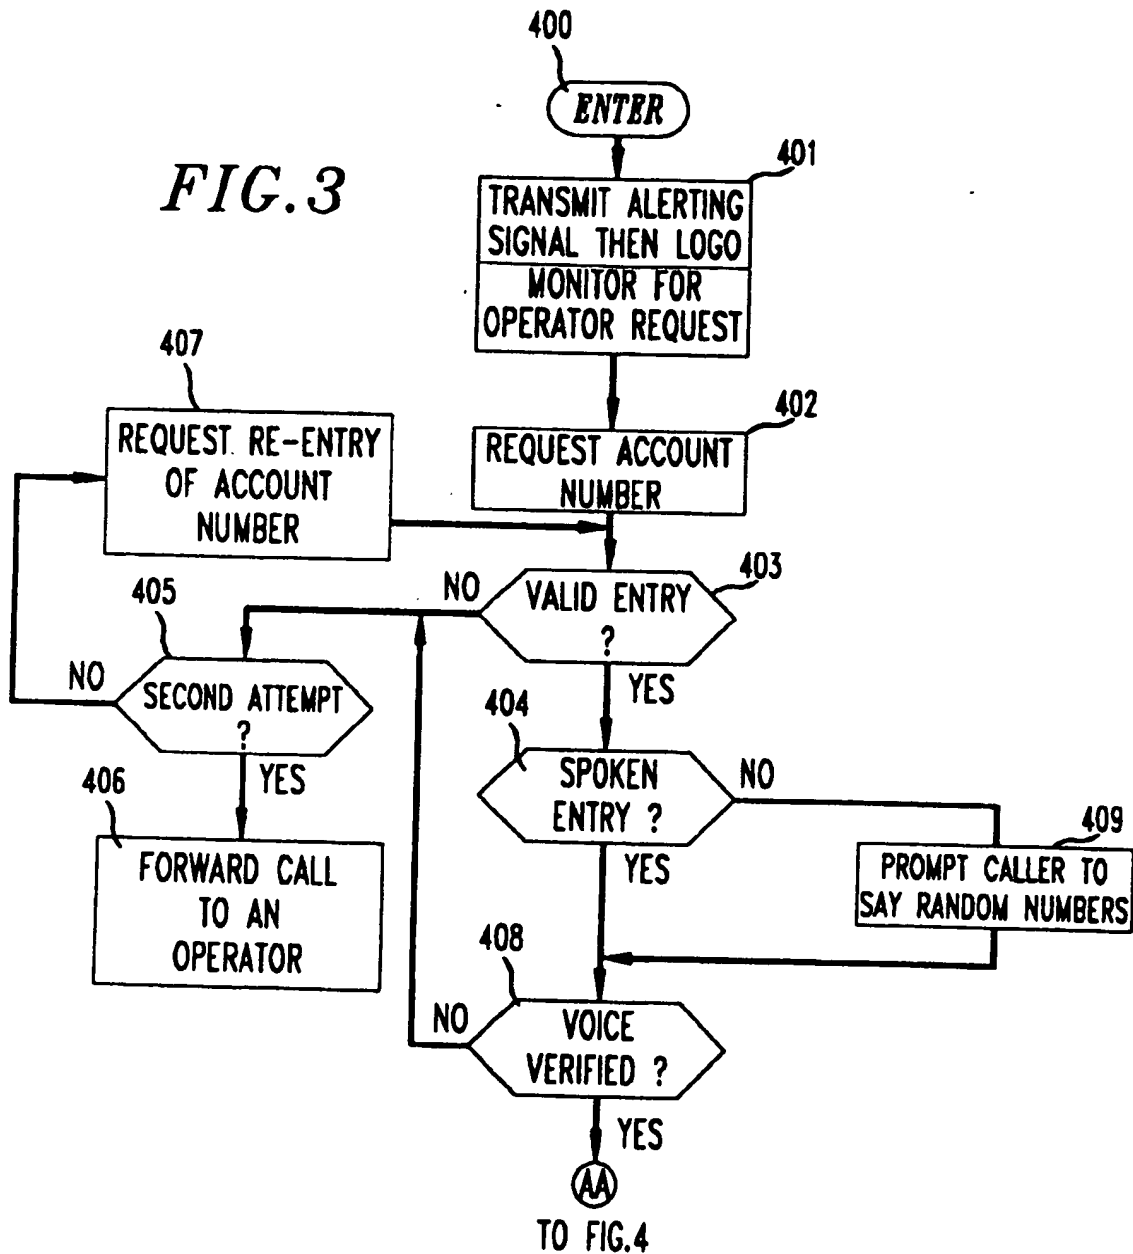 400
ENTER
FIG.3
401
TRANSMIT ALERTING
SIGNAL THEN LOGO
MONITOR FOR
OPERATOR REQUEST
407
REQUEST RE-ENTRY
OF ACCOUNT
NUMBER
402
REQUEST ACCOUNT
NUMBER
403
VALID ENTRY
?
NO
YES
405
SECOND ATTEMPT
?
NO
YES
404
SPOKEN
ENTRY ?
NO
YES
406
FORWARD CALL
TO AN
OPERATOR
409
PROMPT CALLER TO
SAY RANDOM NUMBERS
408
VOICE
VERIFIED ?
NO
YES
AA
TO FIG.4